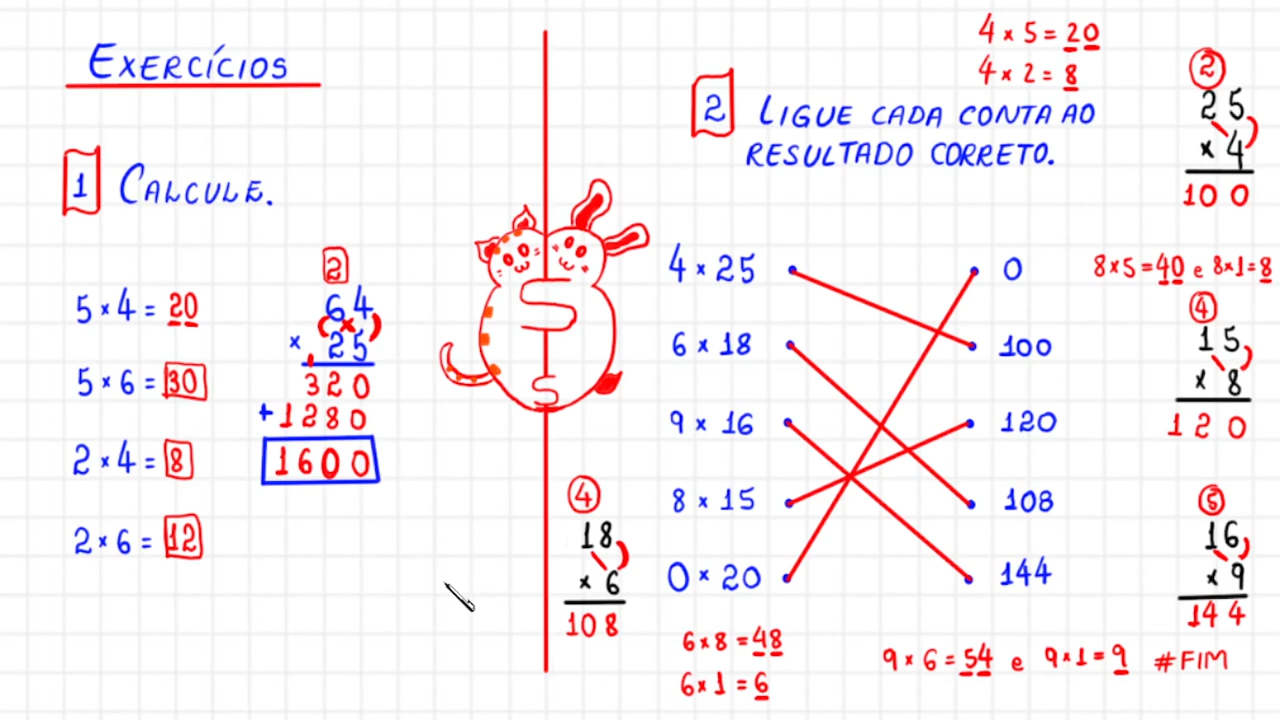 EXERCÍCIOS
1 CALCULE.
5 × 4 = 20
5 × 6 = 30
2 × 4 = 8
2 × 6 = 12
2
64
× 25
320
+1280
1600
4 × 5 = 20
4 × 2 = 8
2 LIGUE CADA CONTA AO
RESULTADO CORRETO.
4 × 25 0
6 × 18 100
9 × 16 120
8 × 15 108
0 × 20 144
4
18
× 6
108
6 × 8 = 48
6 × 1 = 6
2
25
× 4
100
8 × 5 = 40 e 8 × 1 = 8
4
15
× 8
120
5
16
× 9
144
9 × 6 = 54 e 9 × 1 = 9 #FIM